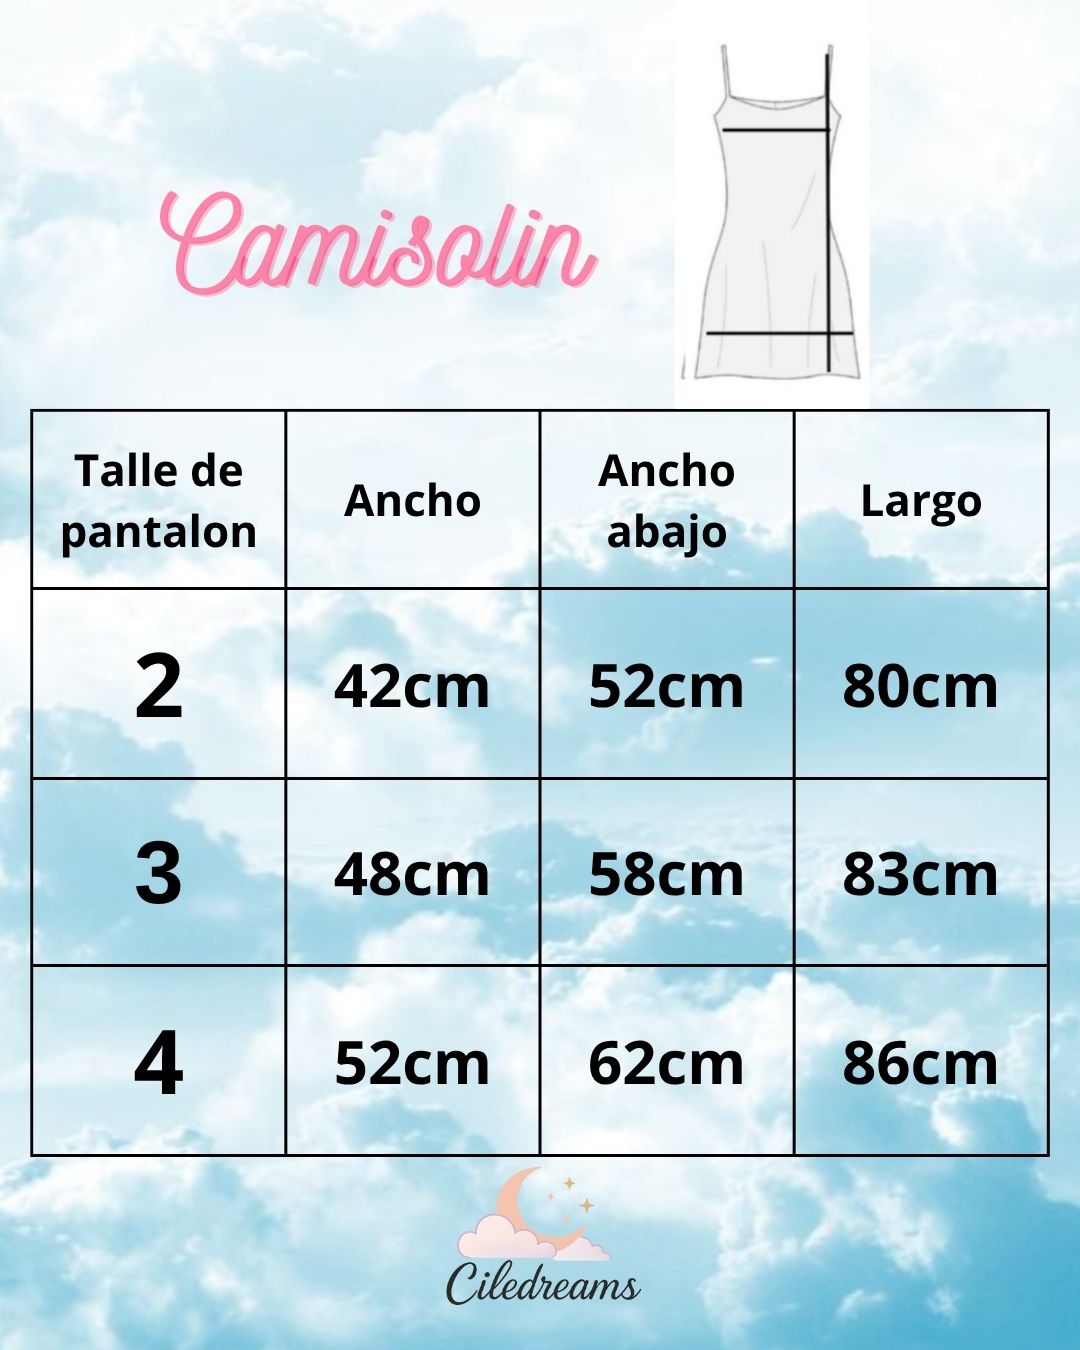 Camisolin
Talle de
pantalon
Ancho
Ancho
abajo
Largo
2
42cm
52cm
80cm
3
48cm
58cm
83cm
4
52cm
62cm
86cm
Ciledreams